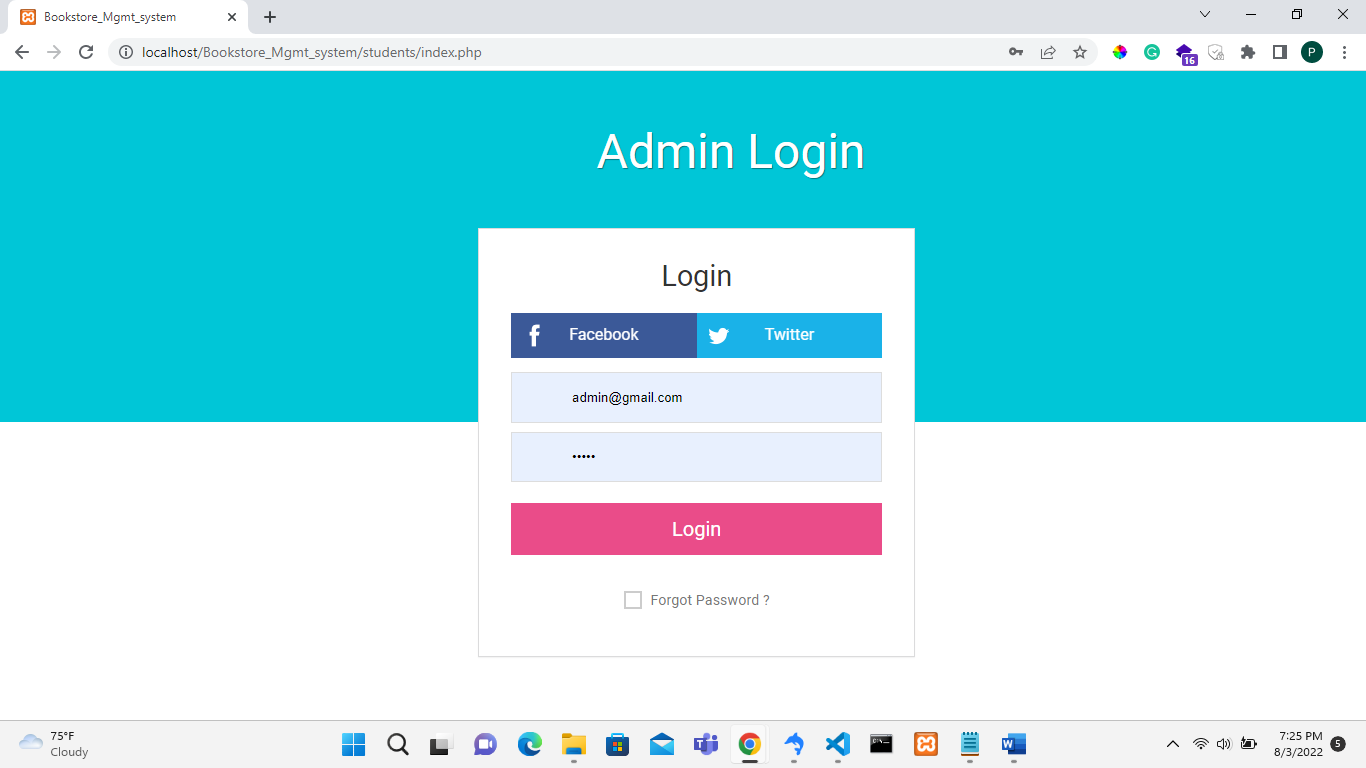 Bookstore_Mgmt_system
localhost/Bookstore_Mgmt_system/students/index.php
16
P
Admin Login
Login
Facebook
Twitter
admin@gmail.com
•••••
Login
Forgot Password ?
75°F
Cloudy
7:25 PM
8/3/2022
5